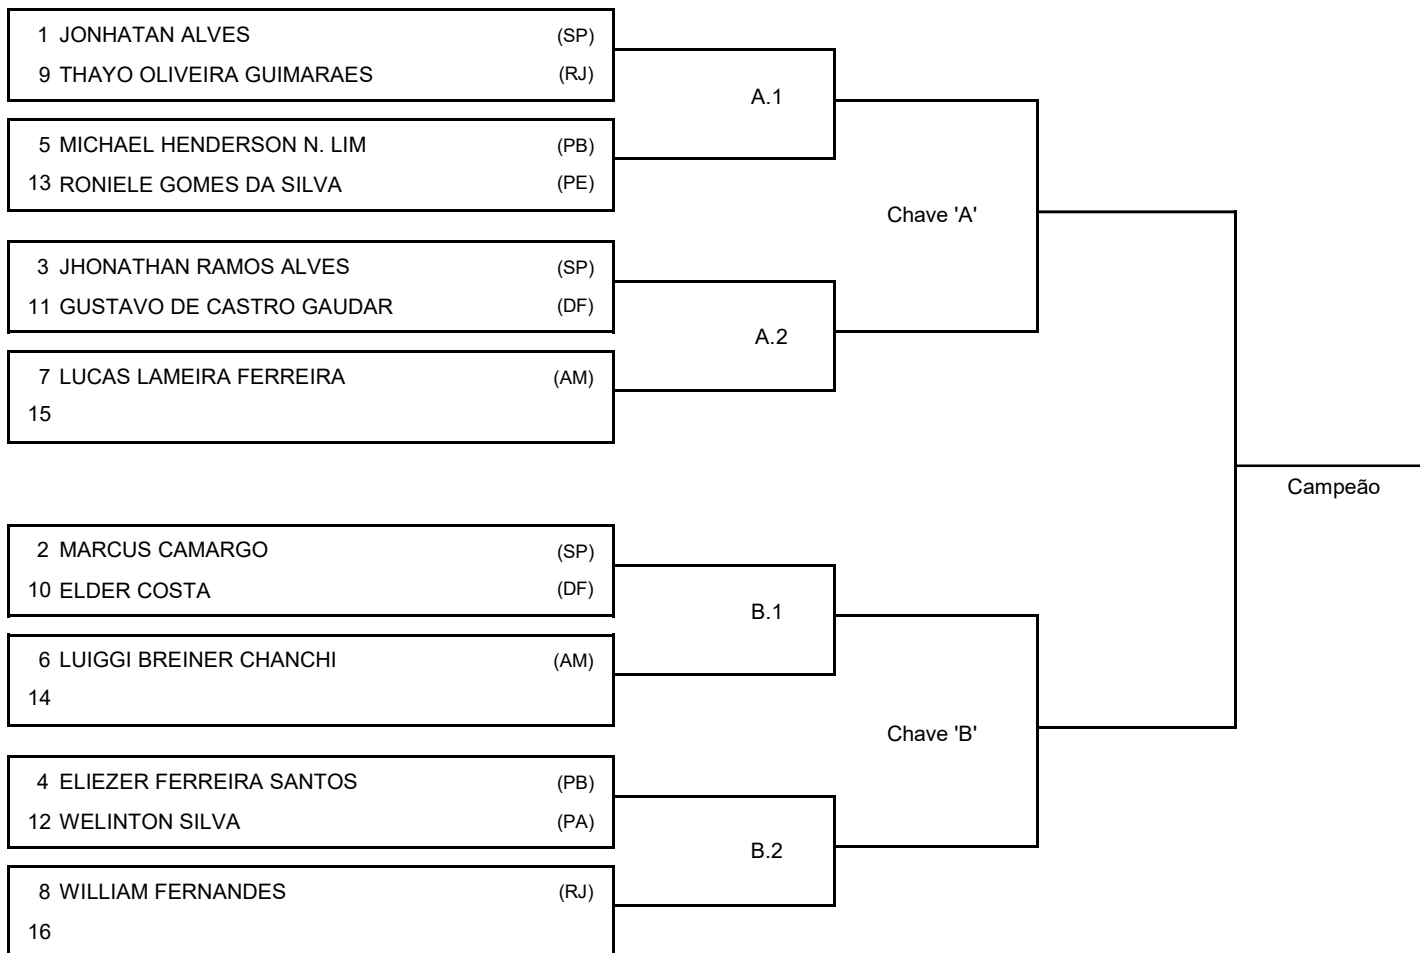 1 JONHATAN ALVES (SP)
9 THAYO OLIVEIRA GUIMARAES (RJ)
A.1
5 MICHAEL HENDERSON N. LIM (PB)
13 RONIELE GOMES DA SILVA (PE)
Chave 'A'
3 JHONATHAN RAMOS ALVES (SP)
11 GUSTAVO DE CASTRO GAUDAR (DF)
A.2
7 LUCAS LAMEIRA FERREIRA (AM)
15
Campeão
2 MARCUS CAMARGO (SP)
10 ELDER COSTA (DF)
B.1
6 LUIGGI BREINER CHANCHI (AM)
14
Chave 'B'
4 ELIEZER FERREIRA SANTOS (PB)
12 WELINTON SILVA (PA)
B.2
8 WILLIAM FERNANDES (RJ)
16